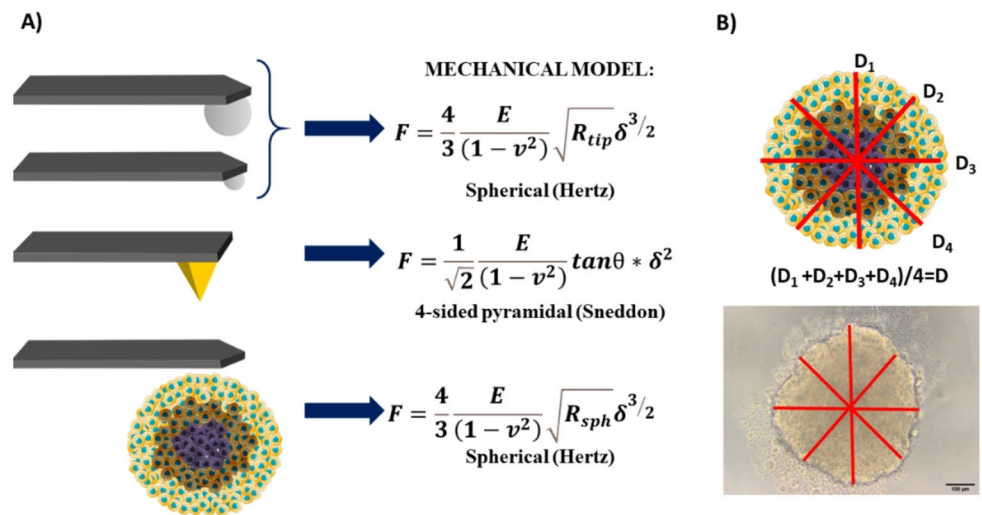 A)
MECHANICAL MODEL:
F = 4/3 E/(1 − v²) √R_tip δ^3/2
Spherical (Hertz)
F = 1/√2 E/(1 − v²) tanθ * δ²
4-sided pyramidal (Sneddon)
F = 4/3 E/(1 − v²) √R_sph δ^3/2
Spherical (Hertz)
B)
D₁
D₂
D₃
D₄
(D₁ +D₂+D₃+D₄)/4=D
100 µm